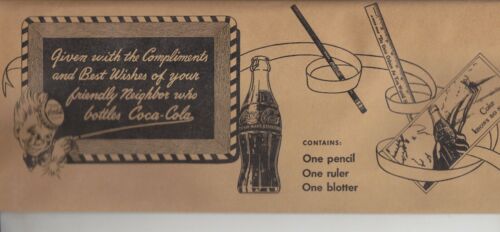 Given with the Compliments
and Best Wishes of your
friendly Neighbor who
bottles Coca-Cola
CONTAINS:
One pencil
One ruler
One blotter